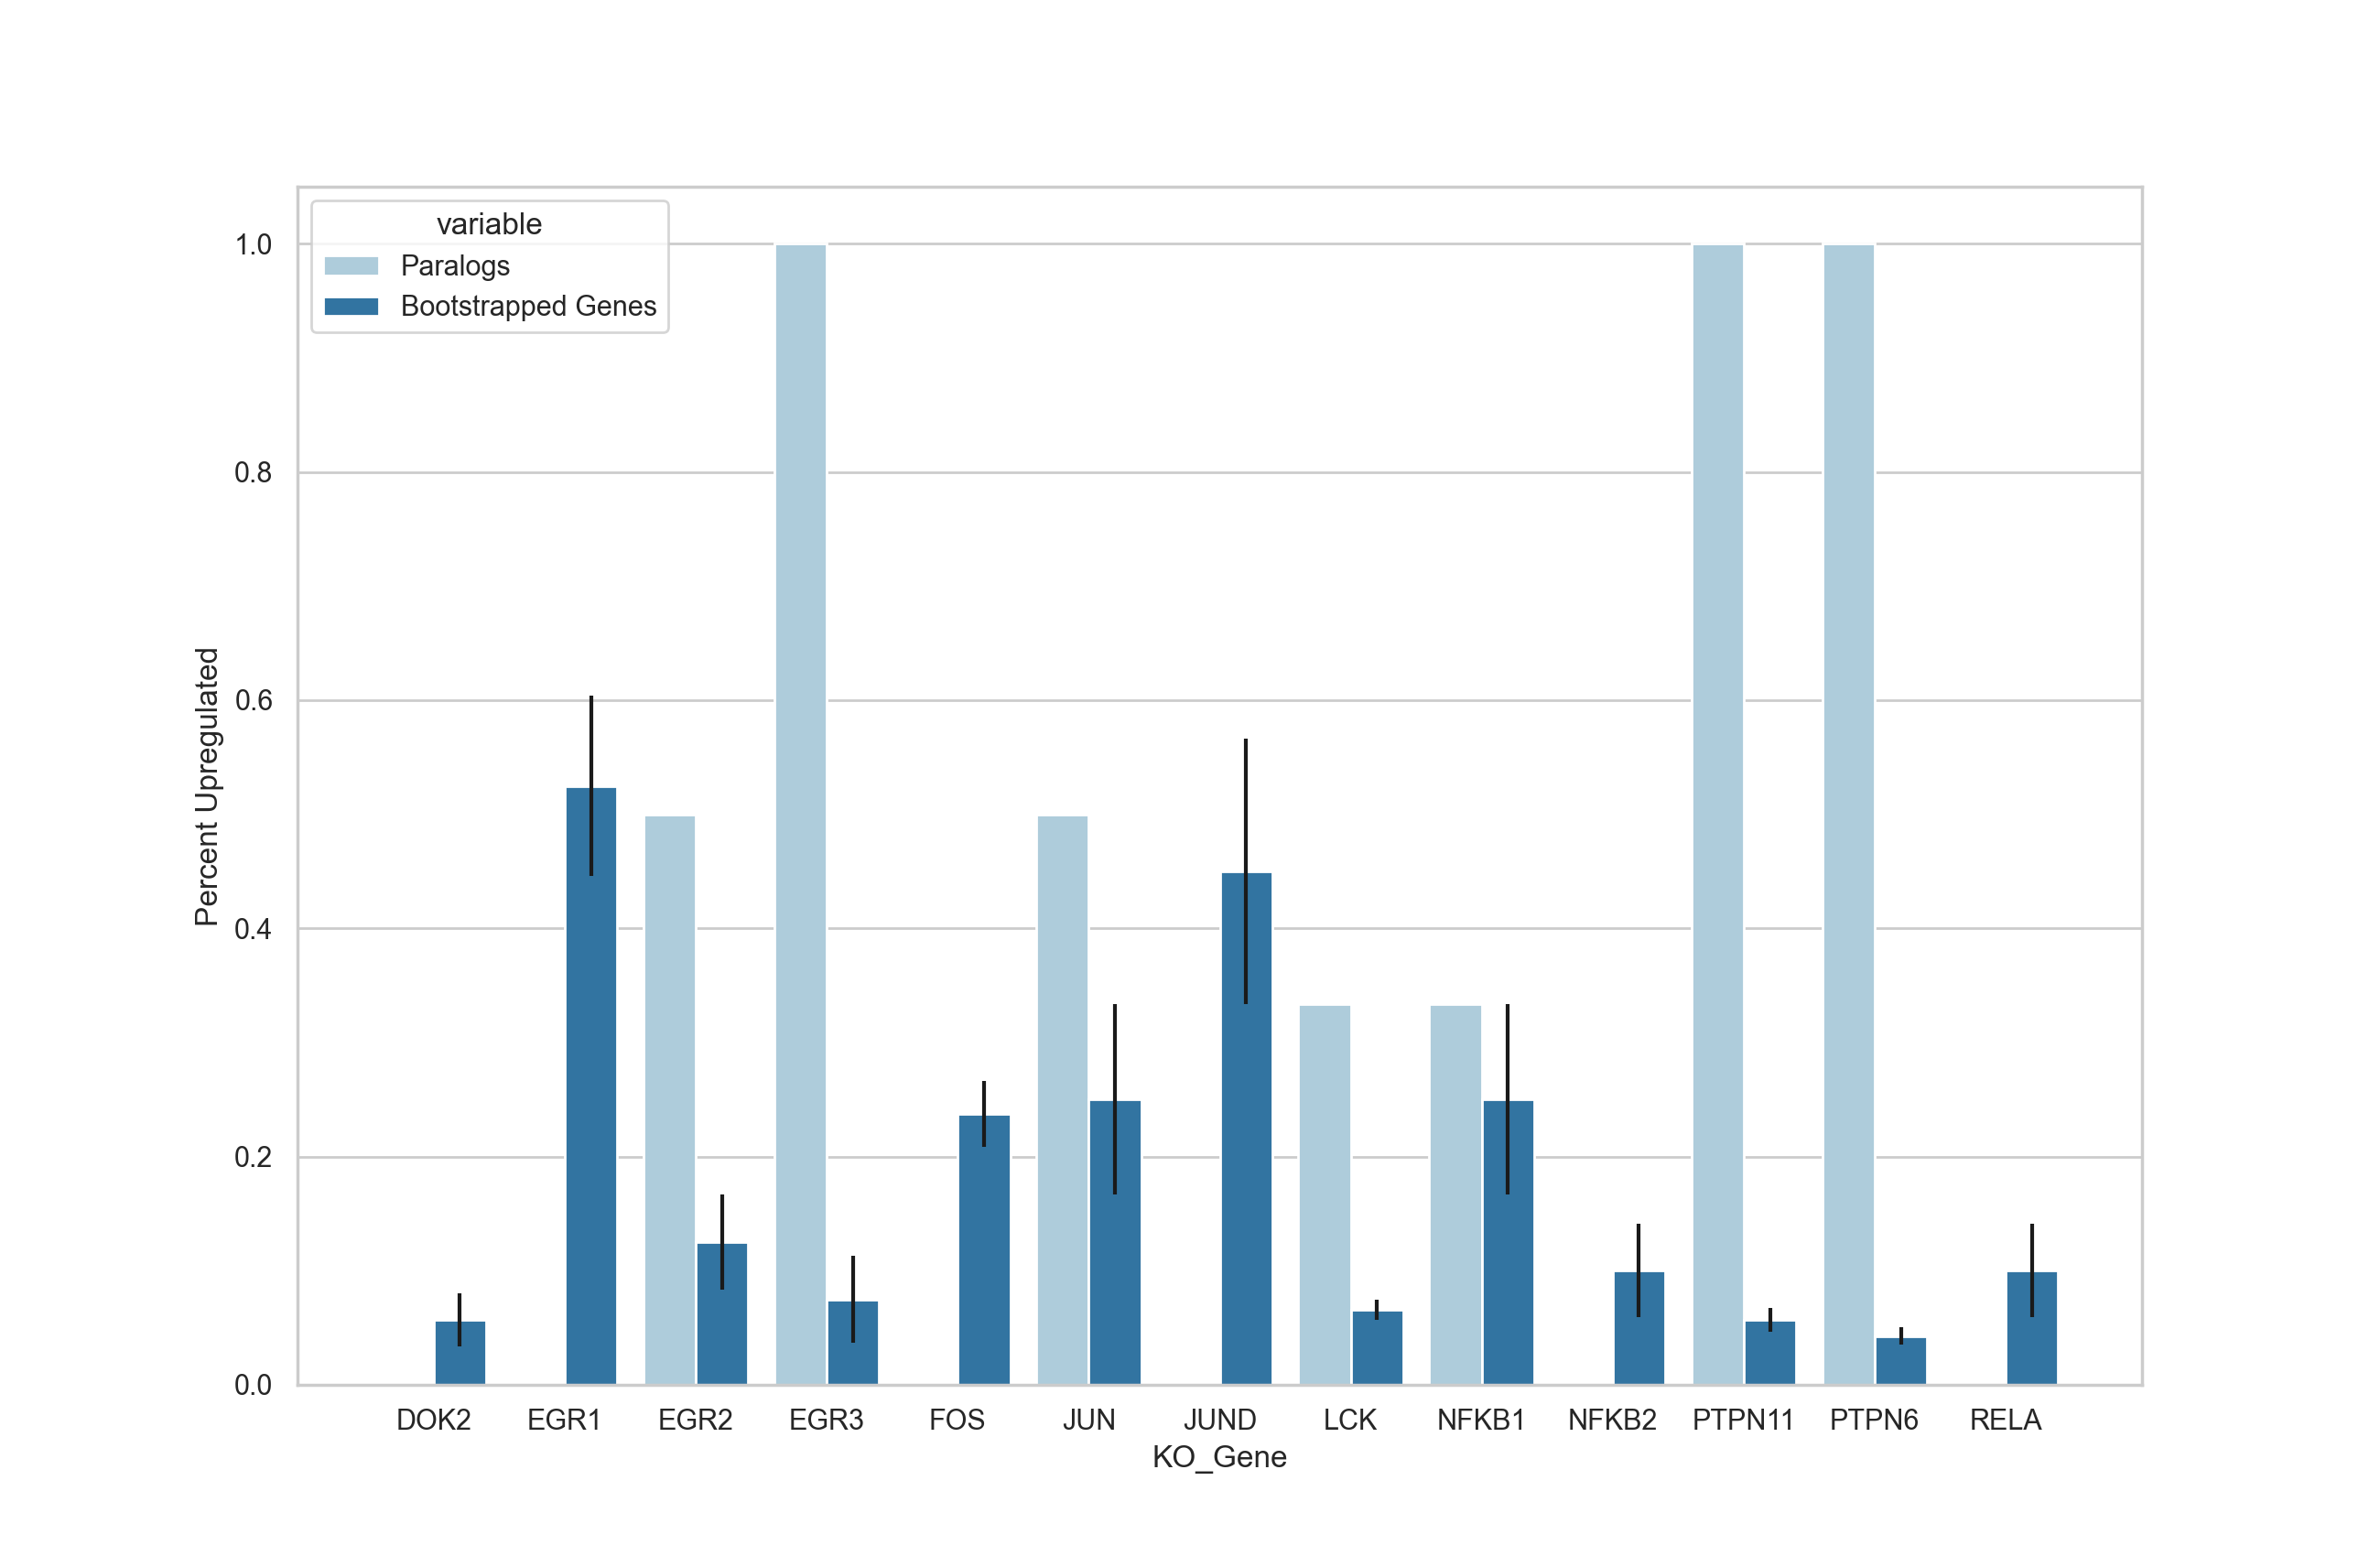 variable
Paralogs
Bootstrapped Genes
1.0
0.8
0.6
0.4
0.2
0.0
Percent Upregulated
DOK2 EGR1 EGR2 EGR3 FOS JUN JUND LCK NFKB1 NFKB2 PTPN11 PTPN6 RELA
KO_Gene